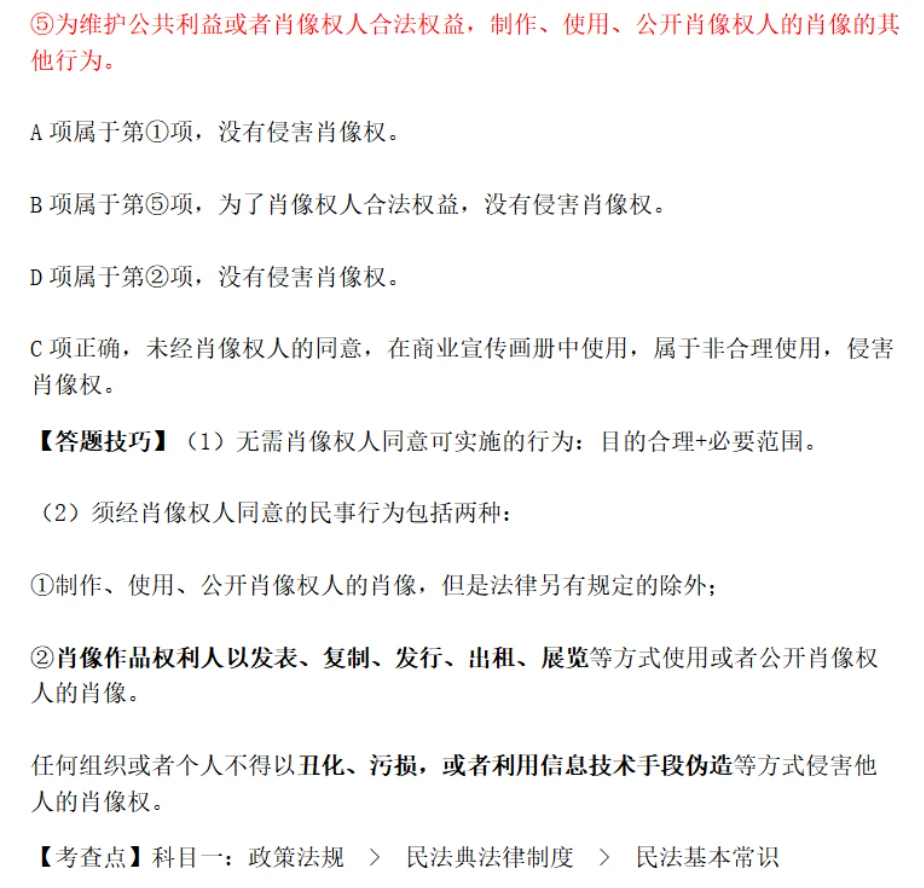 ⑤为维护公共利益或者肖像权人合法权益，制作、使用、公开肖像权人的肖像的其
他行为。
A 项属于第①项，没有侵害肖像权。
B 项属于第⑤项，为了肖像权人合法权益，没有侵害肖像权。
D 项属于第②项，没有侵害肖像权。
C 项正确，未经肖像权人的同意，在商业宣传画册中使用，属于非合理使用，侵害
肖像权。
【答题技巧】（1）无需肖像权人同意可实施的行为：目的合理+必要范围。
（2）须经肖像权人同意的民事行为包括两种：
①制作、使用、公开肖像权人的肖像，但是法律另有规定的除外；
②肖像作品权利人以发表、复制、发行、出租、展览等方式使用或者公开肖像权
人的肖像。
任何组织或者个人不得以丑化、污损，或者利用信息技术手段伪造等方式侵害他
人的肖像权。
【考查点】科目一：政策法规 > 民法典法律制度 > 民法基本常识